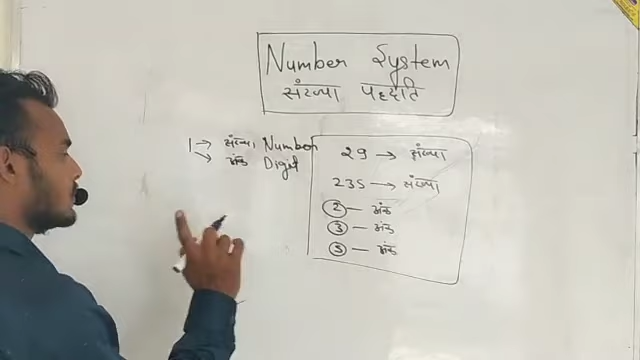 Number System
संख्या पद्धति
1 → संख्या Number
→ अंक Digit
29 → संख्या
235 → संख्या
2 — अंक
3 — अंक
5 — अंक